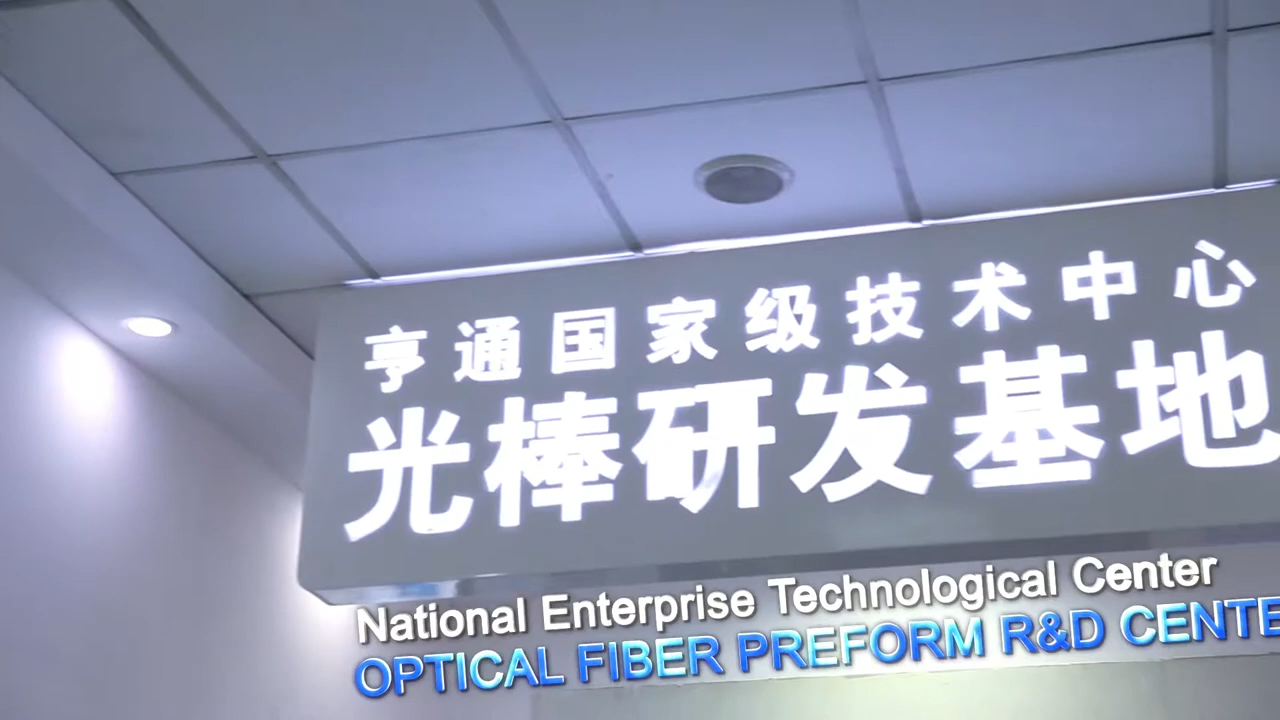 亨通国家级技术中心
光棒研发基地
National Enterprise Technological Center
OPTICAL FIBER PREFORM R&D CENTE